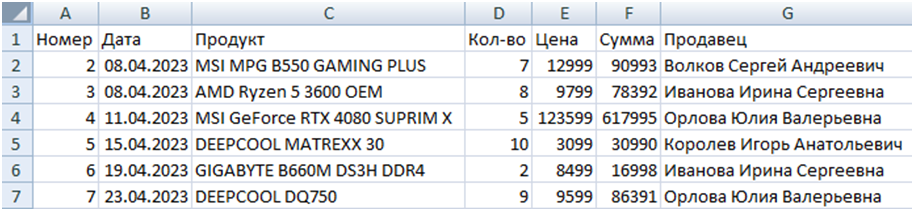 A B C D E F G
1 Номер Дата Продукт Кол-во Цена Сумма Продавец
2 2 08.04.2023 MSI MPG B550 GAMING PLUS 7 12999 90993 Волков Сергей Андреевич
3 3 08.04.2023 AMD Ryzen 5 3600 OEM 8 9799 78392 Иванова Ирина Сергеевна
4 4 11.04.2023 MSI GeForce RTX 4080 SUPRIM X 5 123599 617995 Орлова Юлия Валерьевна
5 5 15.04.2023 DEEPCOOL MATREXX 30 10 3099 30990 Королев Игорь Анатольевич
6 6 19.04.2023 GIGABYTE B660M DS3H DDR4 2 8499 16998 Иванова Ирина Сергеевна
7 7 23.04.2023 DEEPCOOL DQ750 9 9599 86391 Орлова Юлия Валерьевна